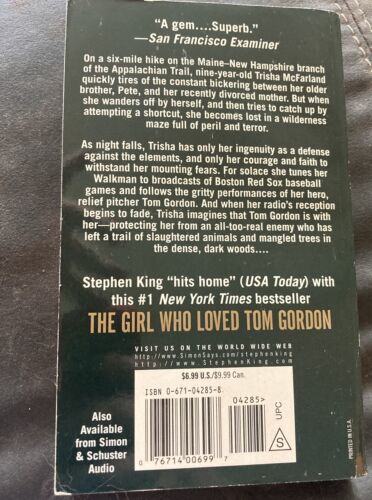 “A gem....Superb.”
—San Francisco Examiner
On a six-mile hike on the Maine–New Hampshire branch
of the Appalachian Trail, nine-year-old Trisha McFarland
quickly tires of the constant bickering between her older
brother, Pete, and her recently divorced mother. But when
she wanders off by herself, and then tries to catch up by
attempting a shortcut, she becomes lost in a wilderness
maze full of peril and terror.
As night falls, Trisha has only her ingenuity as a defense
against the elements, and only her courage and faith to
withstand her mounting fears. For solace she tunes her
Walkman to broadcasts of Boston Red Sox baseball
games and follows the gritty performances of her hero,
relief pitcher Tom Gordon. And when her radio's reception
begins to fade, Trisha imagines that Tom Gordon is with
her—protecting her from an all-too-real enemy who has
left a trail of slaughtered animals and mangled trees in
the dense, dark woods....
Stephen King “hits home” (USA Today) with
this #1 New York Times bestseller
THE GIRL WHO LOVED TOM GORDON
VISIT US ON THE WORLD WIDE WEB
http://www.SimonSays.com/stephenking
http://www.StephenKing.com
$6.99 U.S./$9.99 Can.
ISBN 0-671-04285-8
04285>
UPC
S
0 76714 00699 7
Also
Available
from Simon
& Schuster
Audio
PRINTED IN U.S.A.